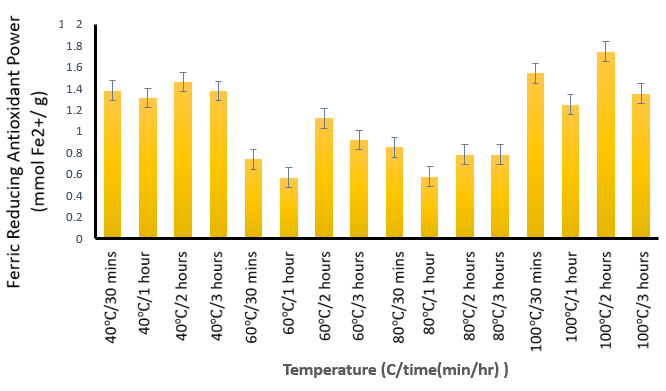 Ferric Reducing Antioxidant Power
(mmol Fe2+/ g)
1 2
1.8
1.6
1.4
1.2
1
0.8
0.6
0.4
0.2
0
40°C/30 mins
40°C/1 hour
40°C/2 hours
40°C/3 hours
60°C/30 mins
60°C/1 hour
60°C/2 hours
60°C/3 hours
80°C/30 mins
80°C/1 hour
80°C/2 hours
80°C/3 hours
100°C/30 mins
100°C/1 hour
100°C/2 hours
100°C/3 hours
Temperature (C/time(min/hr) )